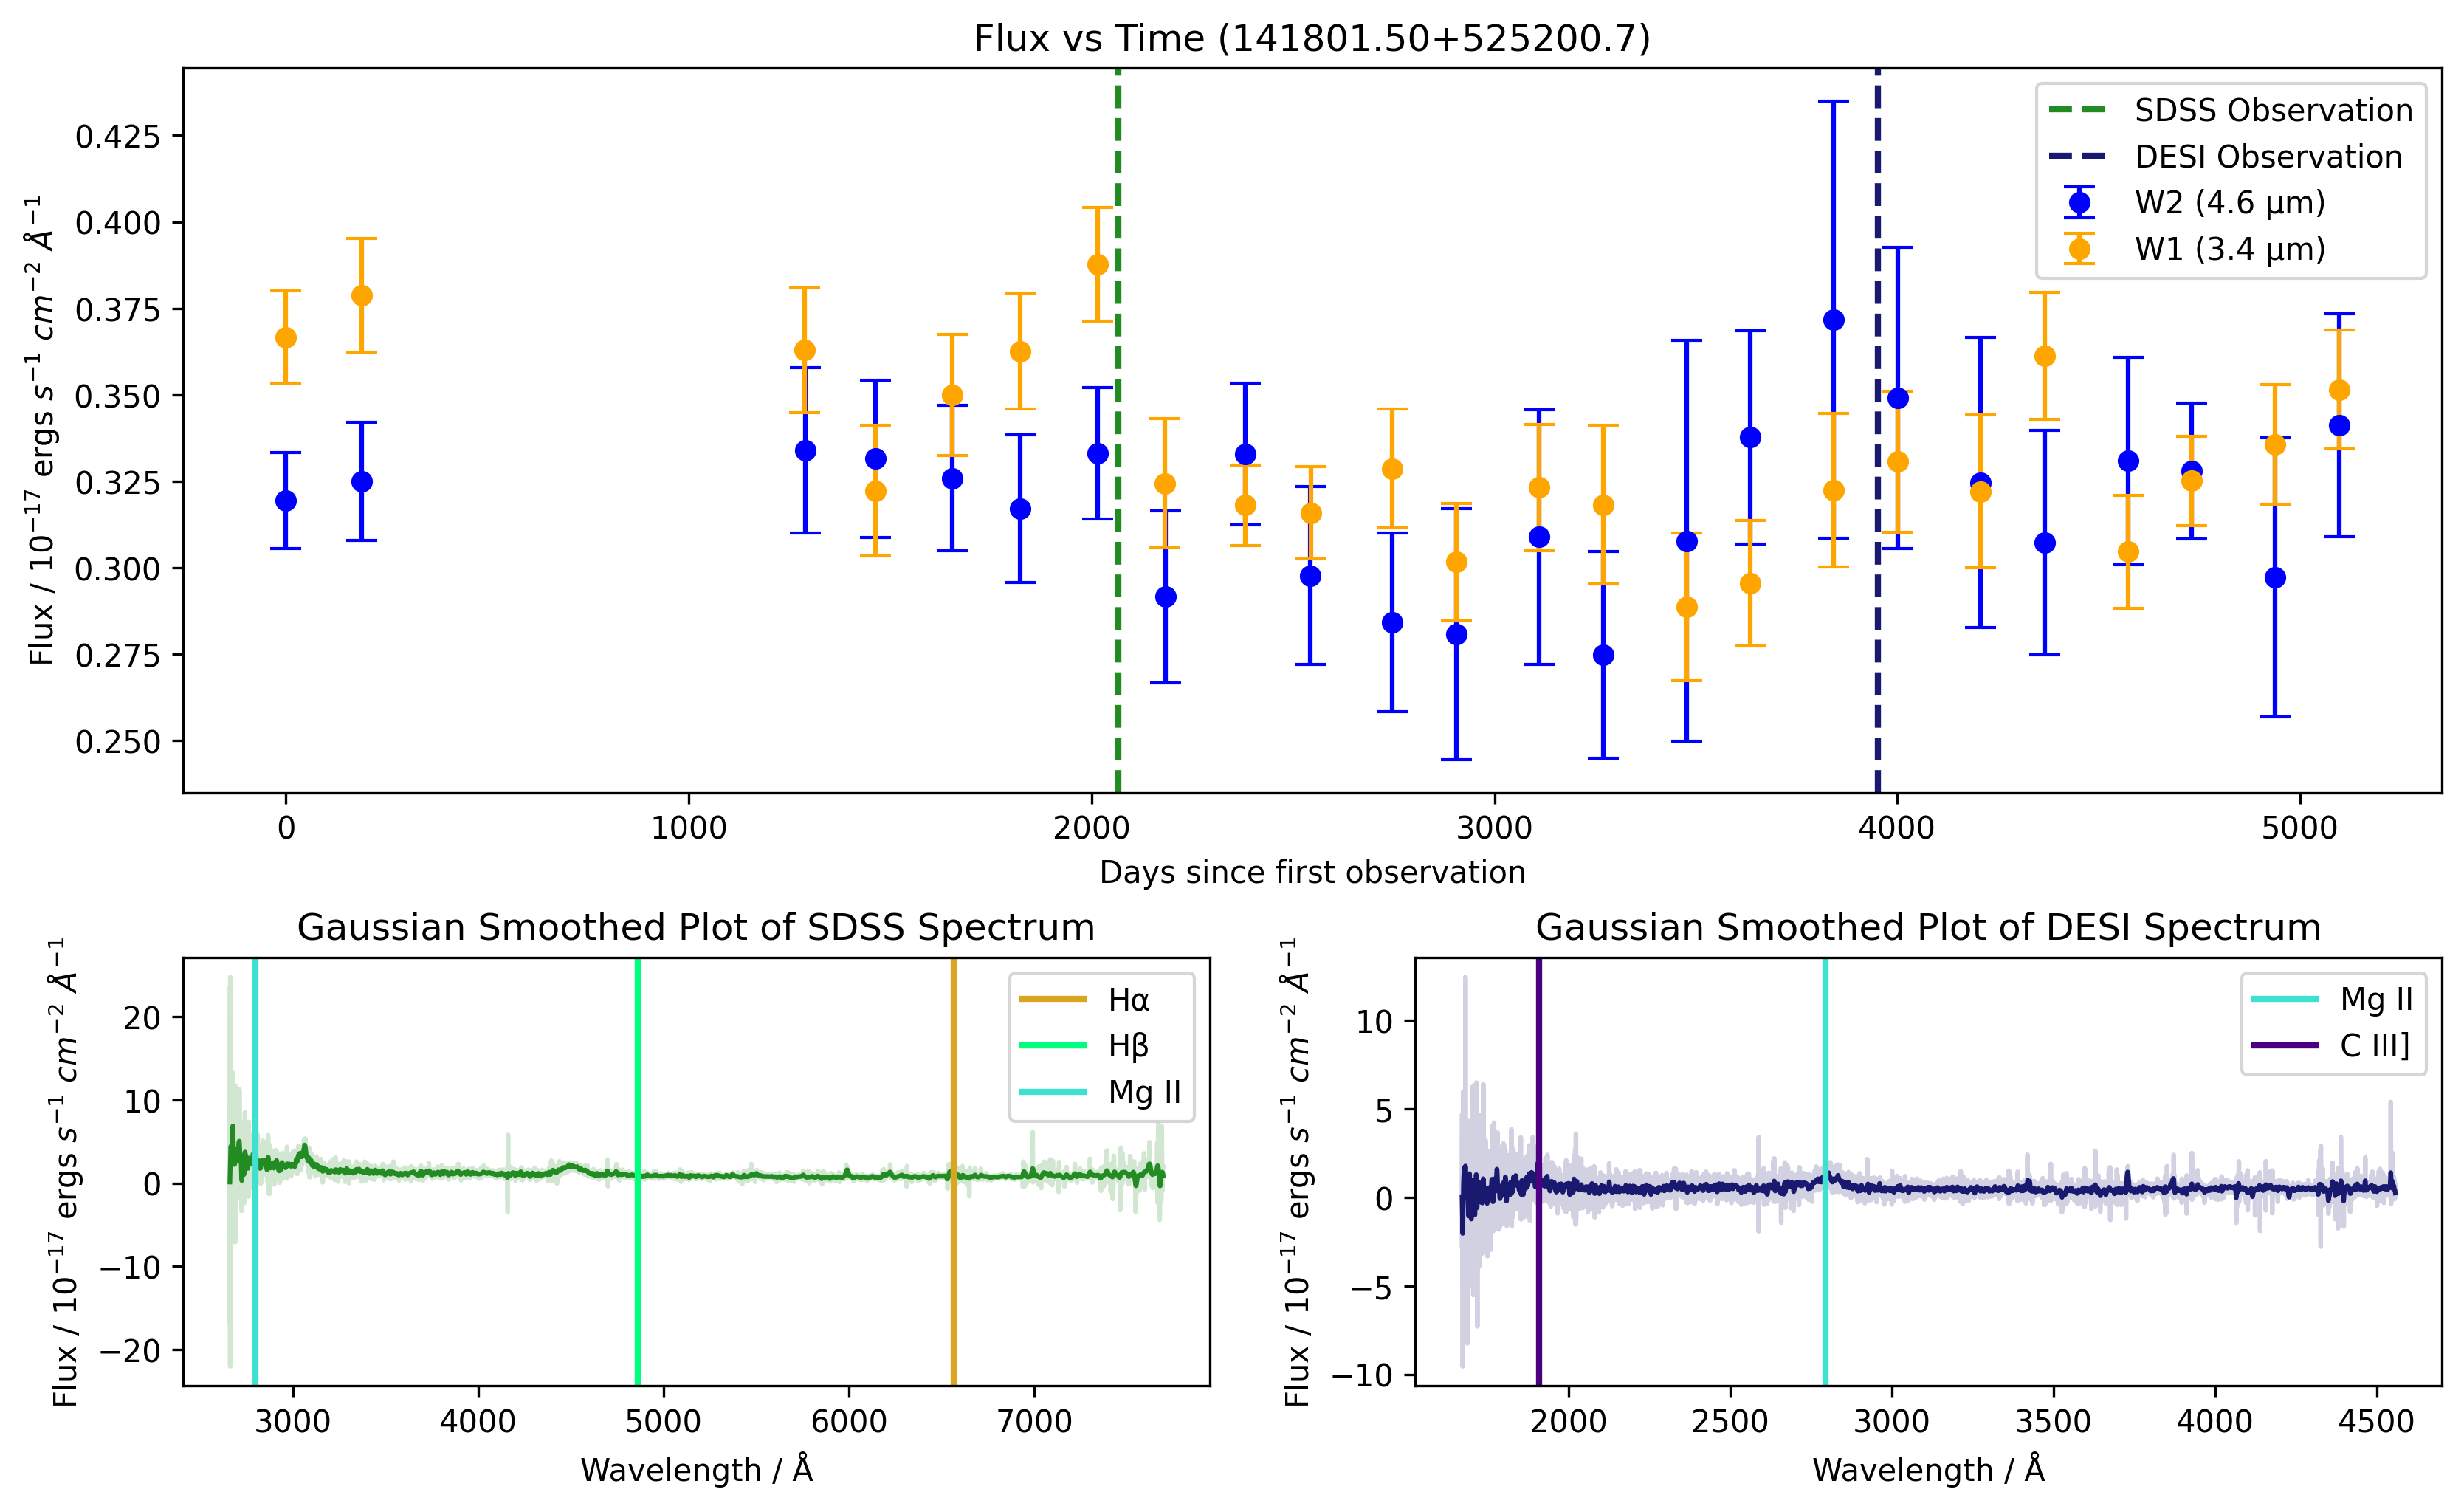 Flux vs Time (141801.50+525200.7)
Flux / 10⁻¹⁷ ergs s⁻¹ cm⁻² Å⁻¹
0.425
0.400
0.375
0.350
0.325
0.300
0.275
0.250
SDSS Observation
DESI Observation
W2 (4.6 μm)
W1 (3.4 μm)
0 1000 2000 3000 4000 5000
Days since first observation
Gaussian Smoothed Plot of SDSS Spectrum
Flux / 10⁻¹⁷ ergs s⁻¹ cm⁻² Å⁻¹
20
10
0
−10
−20
Hα
Hβ
Mg II
3000 4000 5000 6000 7000
Wavelength / Å
Gaussian Smoothed Plot of DESI Spectrum
Flux / 10⁻¹⁷ ergs s⁻¹ cm⁻² Å⁻¹
10
5
0
−5
−10
Mg II
C III]
2000 2500 3000 3500 4000 4500
Wavelength / Å